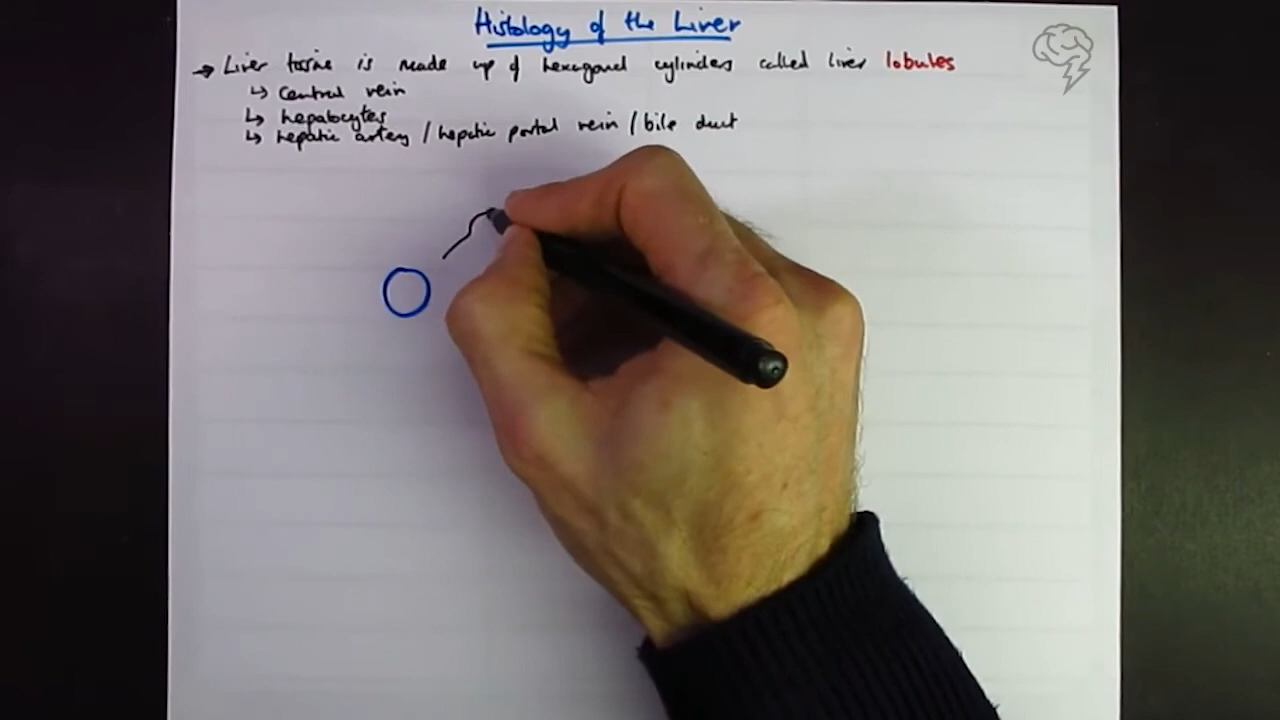 Histology of the Liver
→ Liver tissue is made up of hexagonal cylinders called liver lobules
↳ Central vein
↳ hepatocytes
↳ hepatic artery / hepatic portal vein / bile duct